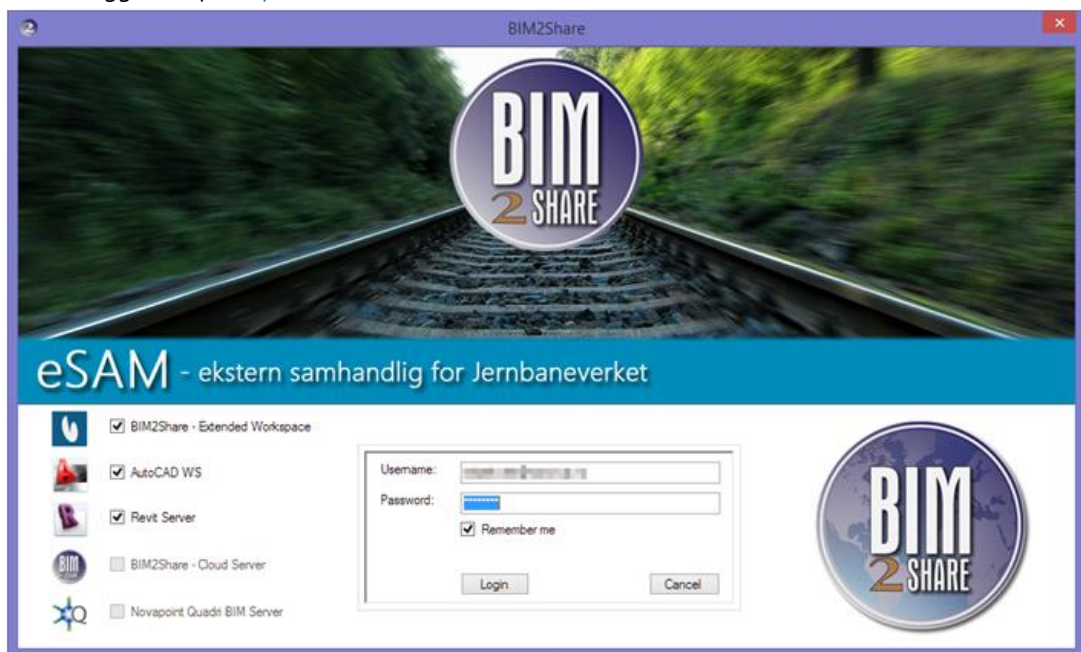 BIM2Share
BIM
2 SHARE
eSAM - ekstern samhandlig for Jernbaneverket
BIM2Share - Extended Workspace
AutoCAD WS
Revit Server
BIM
BIM2Share - Cloud Server
Novapoint Quadri BIM Server
Username:
Password:
Remember me
Login
Cancel
BIM
2 SHARE